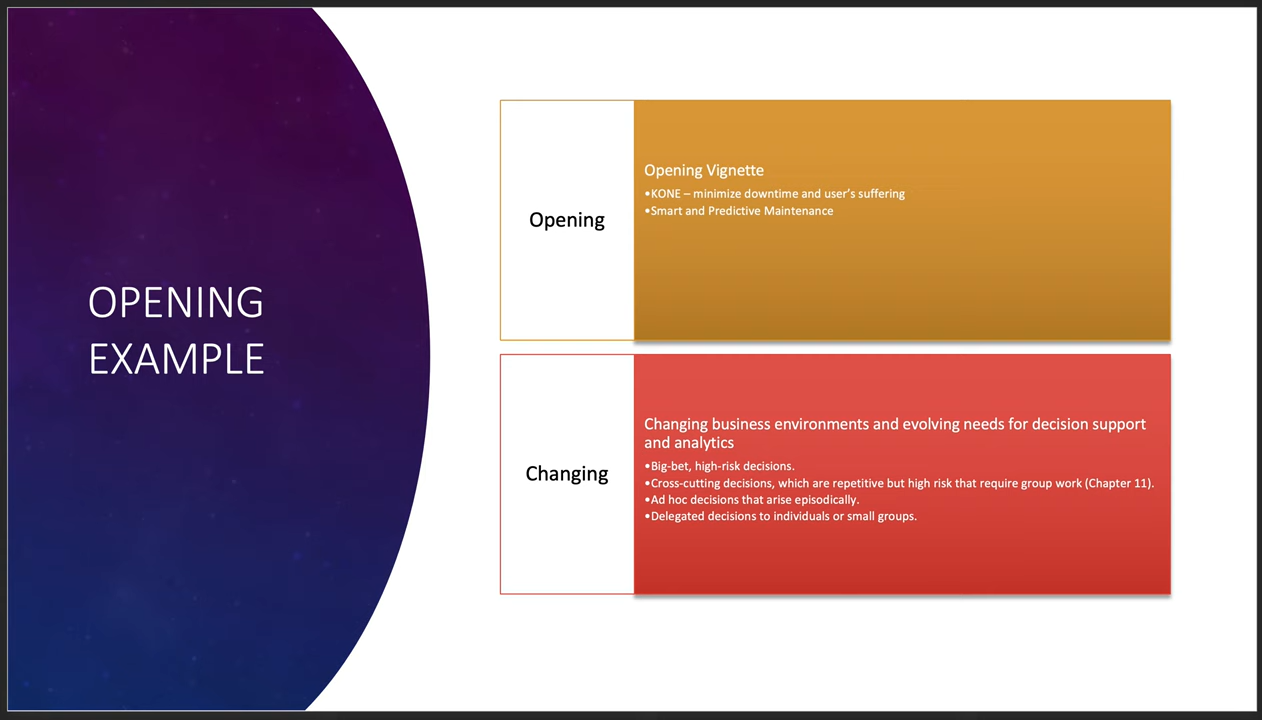 OPENING
EXAMPLE
Opening
Opening Vignette
•KONE – minimize downtime and user's suffering
•Smart and Predictive Maintenance
Changing
Changing business environments and evolving needs for decision support
and analytics
•Big-bet, high-risk decisions.
•Cross-cutting decisions, which are repetitive but high risk that require group work (Chapter 11).
•Ad hoc decisions that arise episodically.
•Delegated decisions to individuals or small groups.